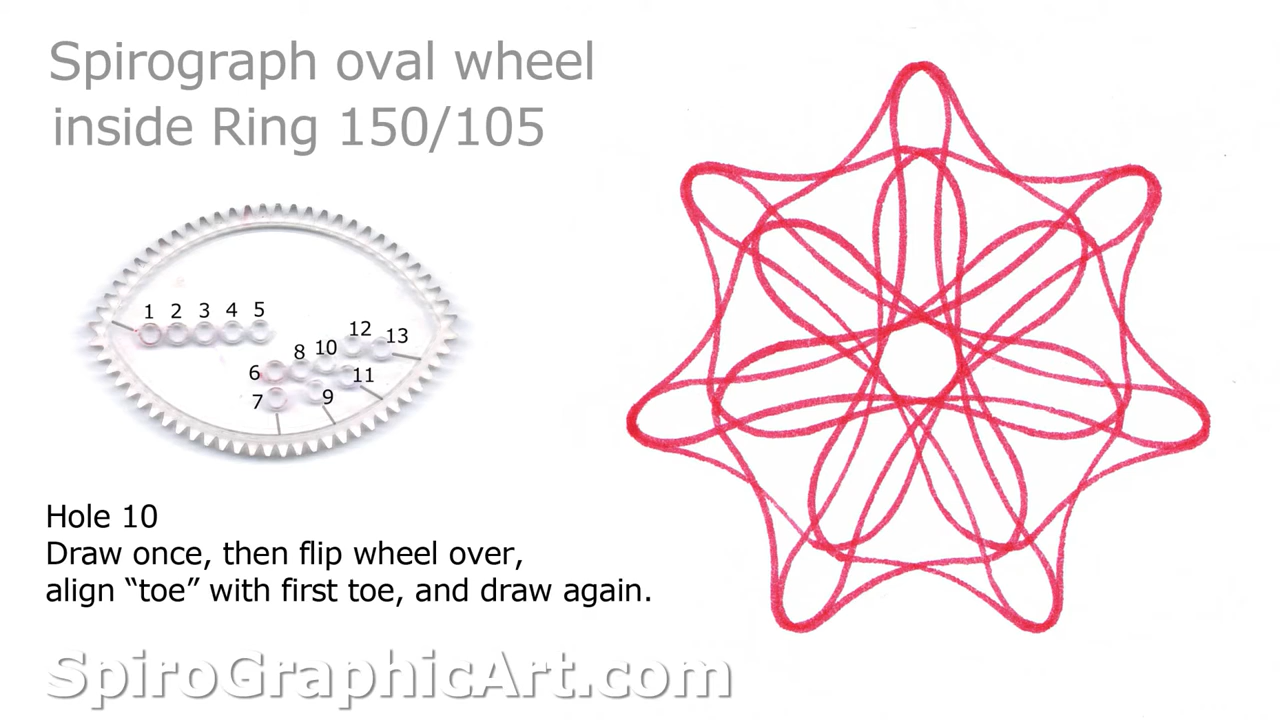 Spirograph oval wheel
inside Ring 150/105
1 2 3 4 5
12
13
8 10
6
11
7
9
Hole 10
Draw once, then flip wheel over,
align “toe” with first toe, and draw again.
SpiroGraphicArt.com